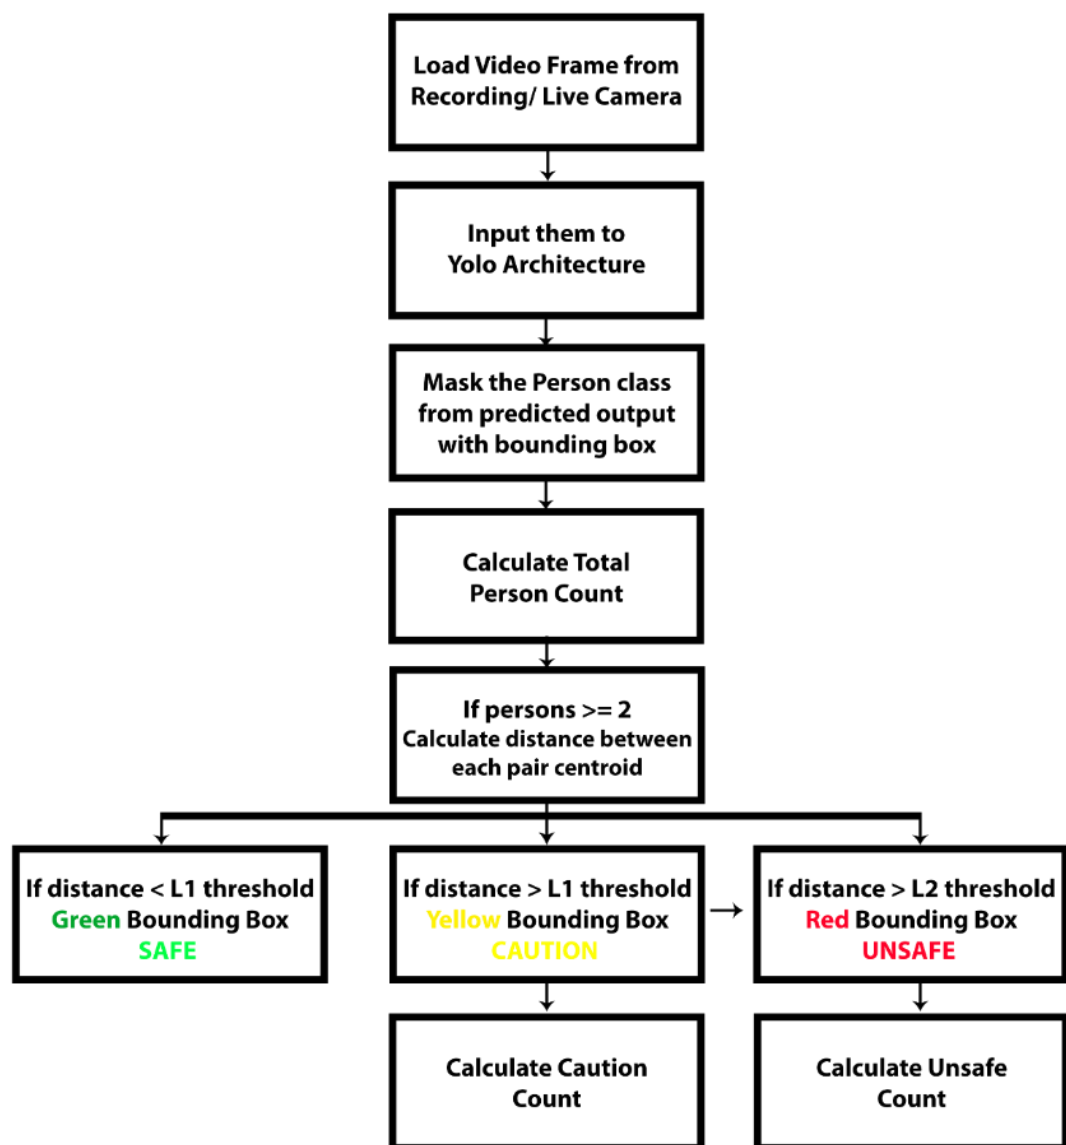 Load Video Frame from
Recording/ Live Camera
Input them to
Yolo Architecture
Mask the Person class
from predicted output
with bounding box
Calculate Total
Person Count
If persons >= 2
Calculate distance between
each pair centroid
If distance < L1 threshold
Green Bounding Box
SAFE
If distance > L1 threshold
Yellow Bounding Box
CAUTION
If distance > L2 threshold
Red Bounding Box
UNSAFE
Calculate Caution
Count
Calculate Unsafe
Count